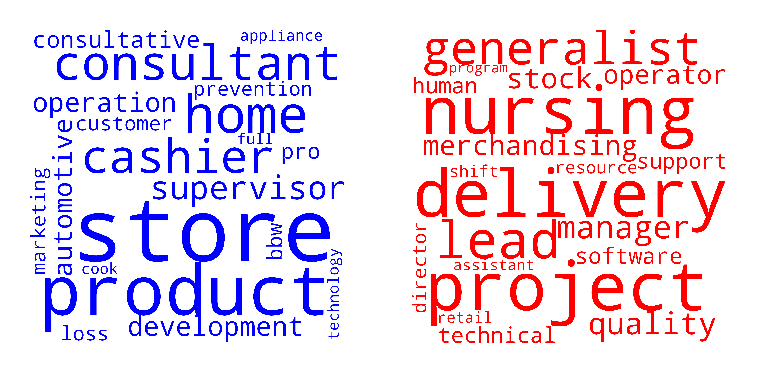 consultative
appliance
consultant
prevention
operation
home
customer
full
cashier
pro
automotive
supervisor
marketing
store
bbw
cook
product
technology
loss
development
generalist
program
stock
operator
human
nursing
merchandising
resource
support
shift
delivery
lead
manager
director
software
assistant
project
retail
quality
technical